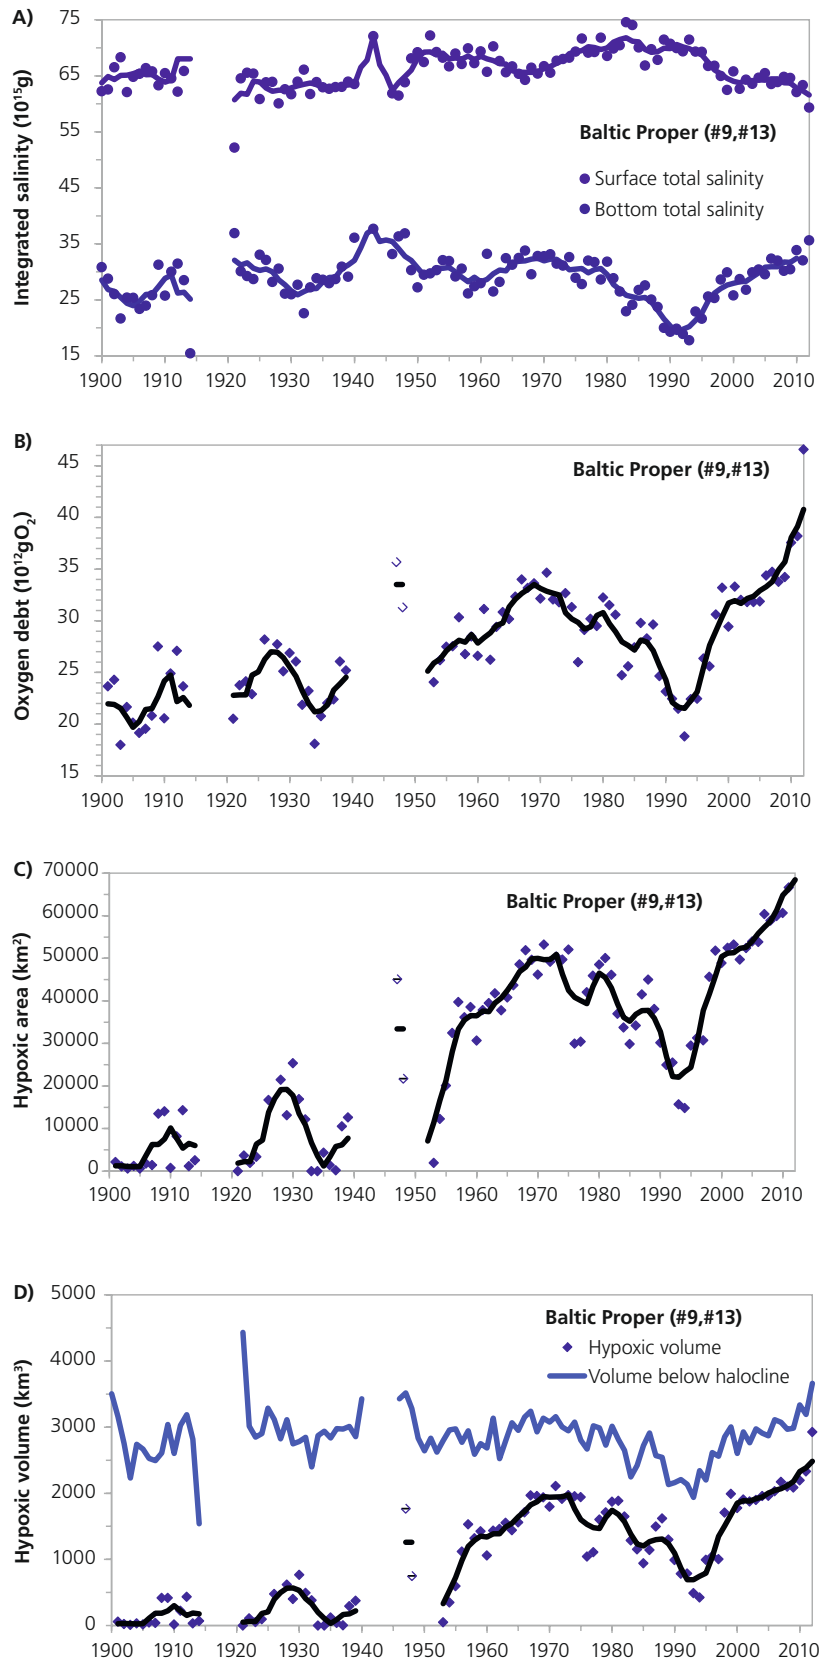 A)
Integrated salinity (10¹⁵g)
75
65
55
45
35
25
15
Baltic Proper (#9,#13)
Surface total salinity
Bottom total salinity
1900 1910 1920 1930 1940 1950 1960 1970 1980 1990 2000 2010
B)
Oxygen debt (10¹²gO₂)
45
40
35
30
25
20
15
Baltic Proper (#9,#13)
1900 1910 1920 1930 1940 1950 1960 1970 1980 1990 2000 2010
C)
Hypoxic area (km²)
70000
60000
50000
40000
30000
20000
10000
0
Baltic Proper (#9,#13)
1900 1910 1920 1930 1940 1950 1960 1970 1980 1990 2000 2010
D)
Hypoxic volume (km³)
5000
4000
3000
2000
1000
0
Baltic Proper (#9,#13)
Hypoxic volume
Volume below halocline
1900 1910 1920 1930 1940 1950 1960 1970 1980 1990 2000 2010